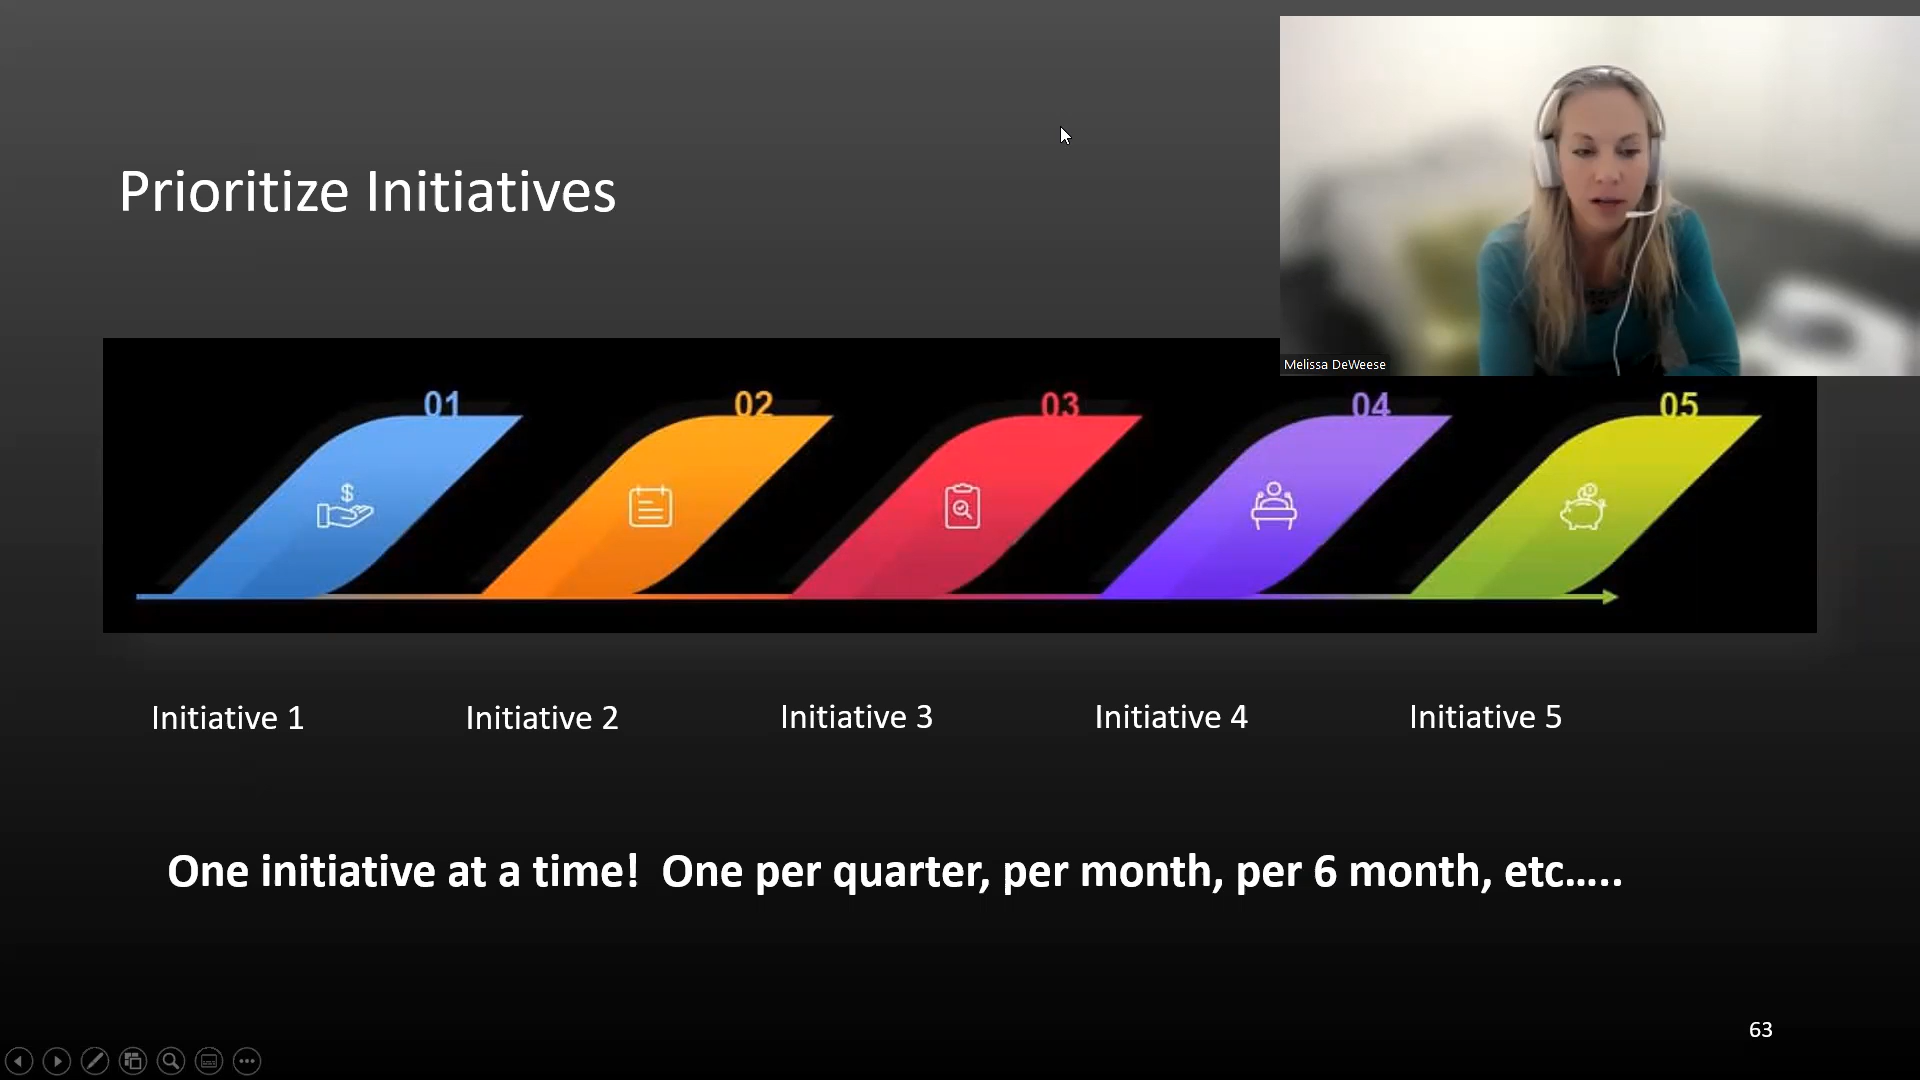 Prioritize Initiatives
Melissa DeWeese
01 02 03 04 05
$
Initiative 1 Initiative 2 Initiative 3 Initiative 4 Initiative 5
One initiative at a time!  One per quarter, per month, per 6 month, etc.....
63